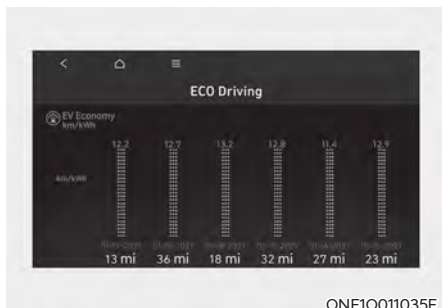 ECO Driving
EV Economy
km/kWh
12.2 12.7 13.2 12.8 11.4 12.9
km/kWh
13 mi 36 mi 18 mi 32 mi 27 mi 23 mi
ONE1Q011035E